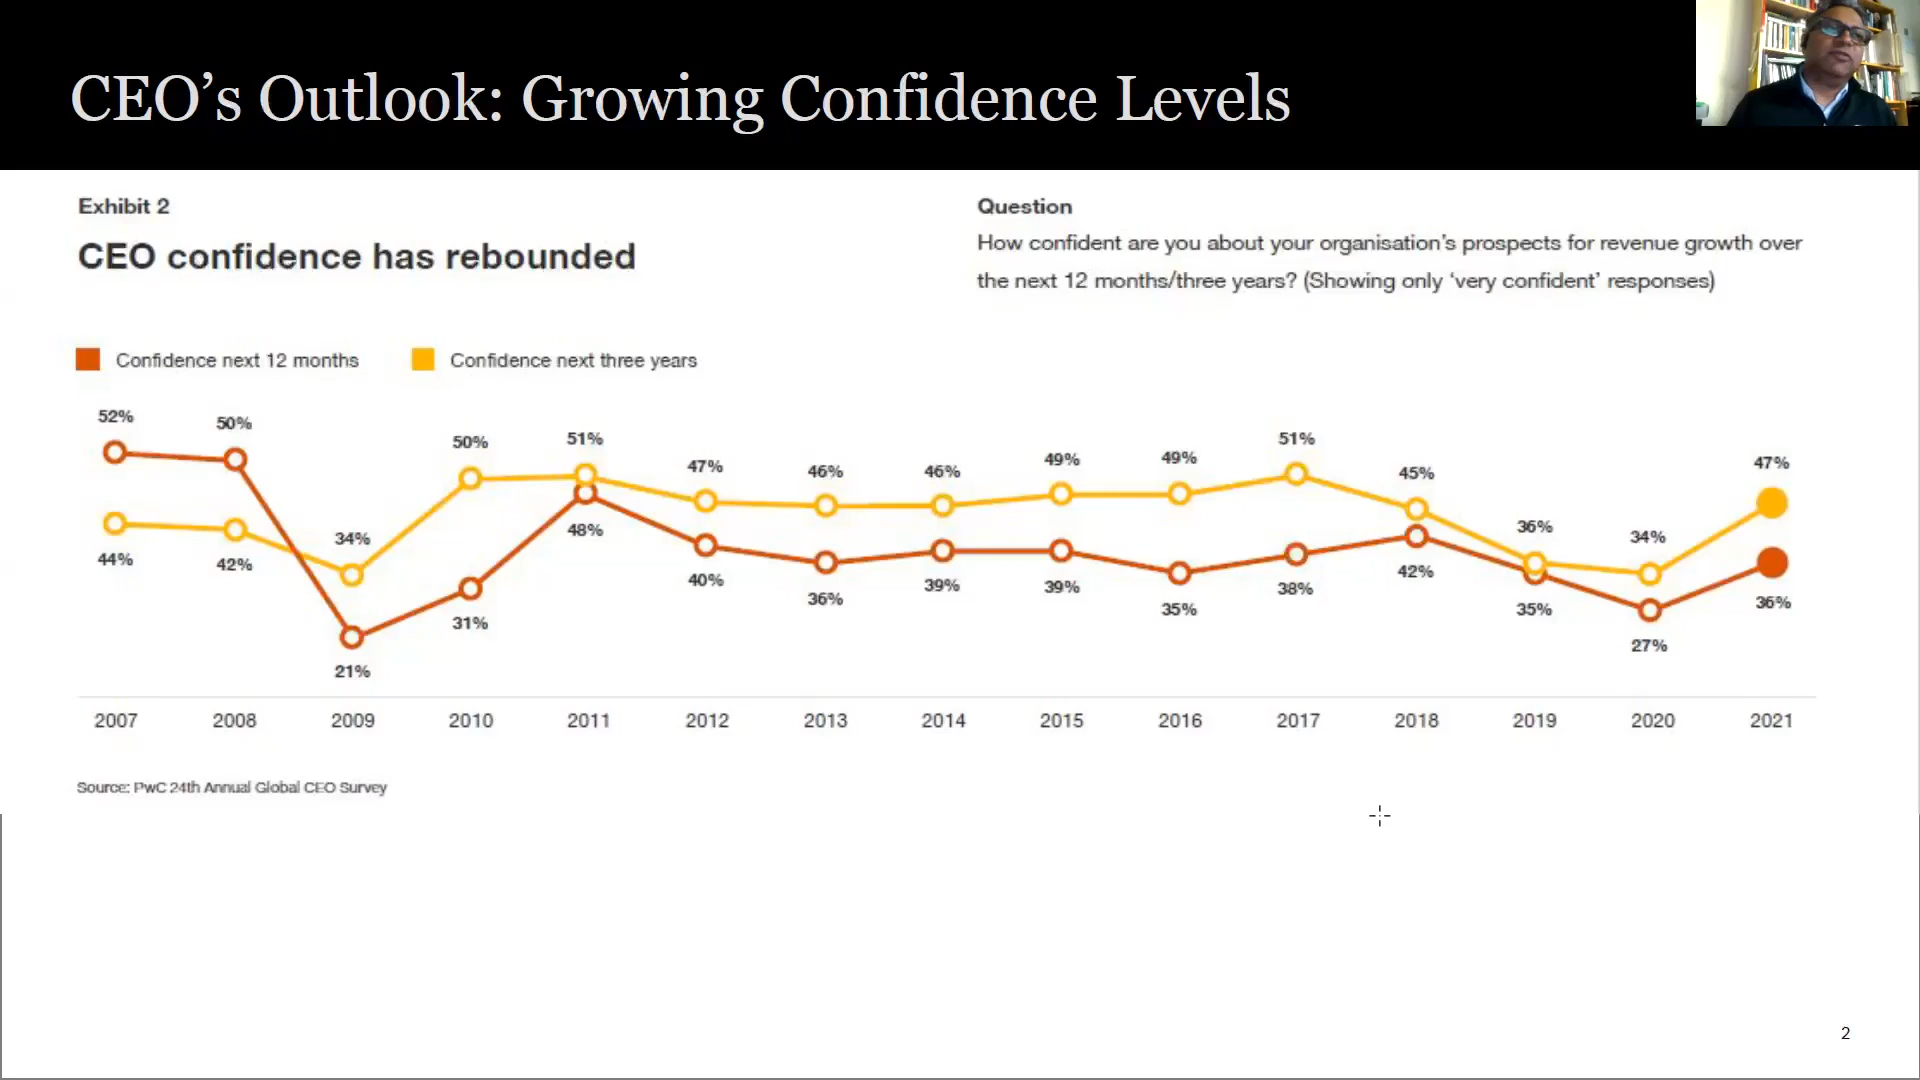 CEO’s Outlook: Growing Confidence Levels
Exhibit 2
CEO confidence has rebounded
Question
How confident are you about your organisation’s prospects for revenue growth over
the next 12 months/three years? (Showing only ‘very confident’ responses)
Confidence next 12 months
Confidence next three years
52% 50% 34% 50% 51% 47% 46% 46% 49% 49% 51% 45% 36% 34% 47%
44% 42% 21% 31% 48% 40% 36% 39% 39% 35% 38% 42% 35% 27% 36%
2007 2008 2009 2010 2011 2012 2013 2014 2015 2016 2017 2018 2019 2020 2021
Source: PwC 24th Annual Global CEO Survey
2